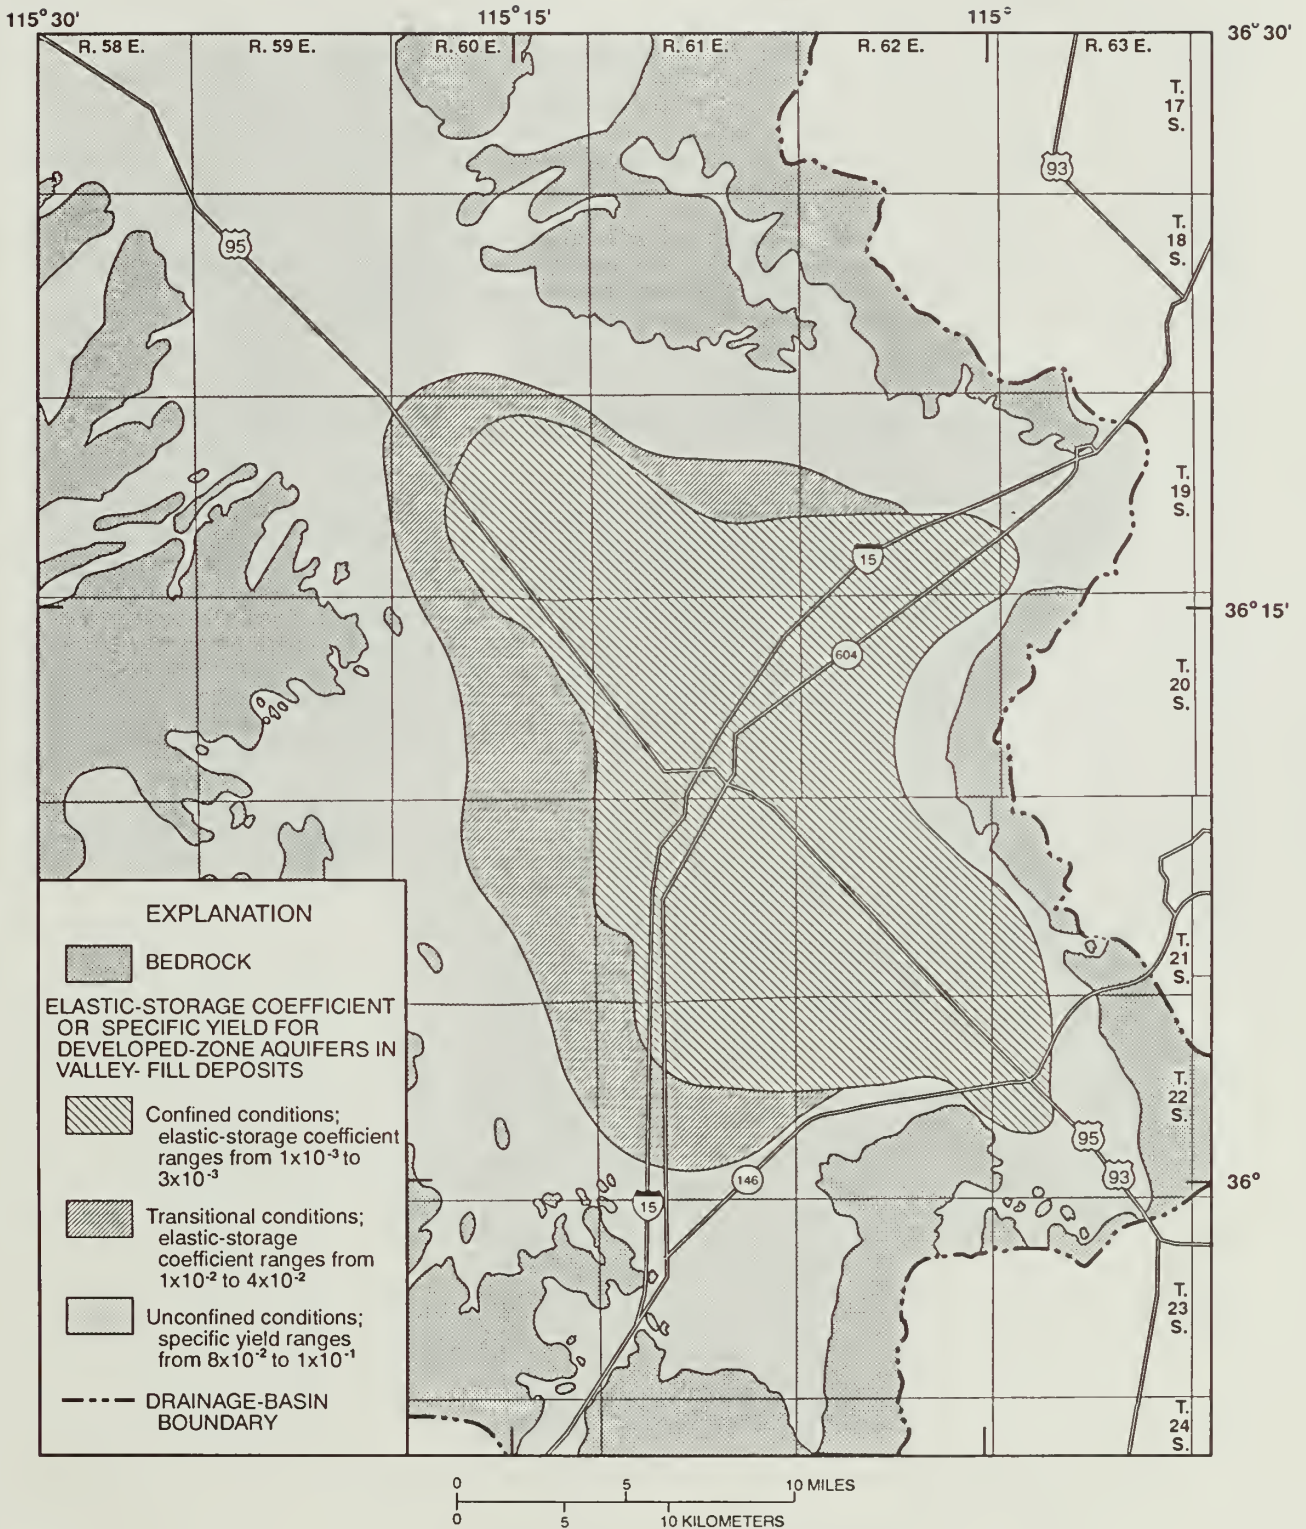 115°30'
115°15'
115°
R. 58 E.
R. 59 E.
R. 60 E.
R. 61 E.
R. 62 E.
R. 63 E.
36°30'
T.
17
S.
93
T.
18
S.
95
T.
19
S.
15
36°15'
604
T.
20
S.
T.
21
S.
T.
22
S.
95
93
36°
146
15
T.
23
S.
T.
24
S.
EXPLANATION
BEDROCK
ELASTIC-STORAGE COEFFICIENT
OR SPECIFIC YIELD FOR
DEVELOPED-ZONE AQUIFERS IN
VALLEY- FILL DEPOSITS
Confined conditions;
elastic-storage coefficient
ranges from 1x10⁻³ to
3x10⁻³
Transitional conditions;
elastic-storage
coefficient ranges from
1x10⁻² to 4x10⁻²
Unconfined conditions;
specific yield ranges
from 8x10⁻² to 1x10⁻¹
DRAINAGE-BASIN
BOUNDARY
0 5 10 MILES
0 5 10 KILOMETERS